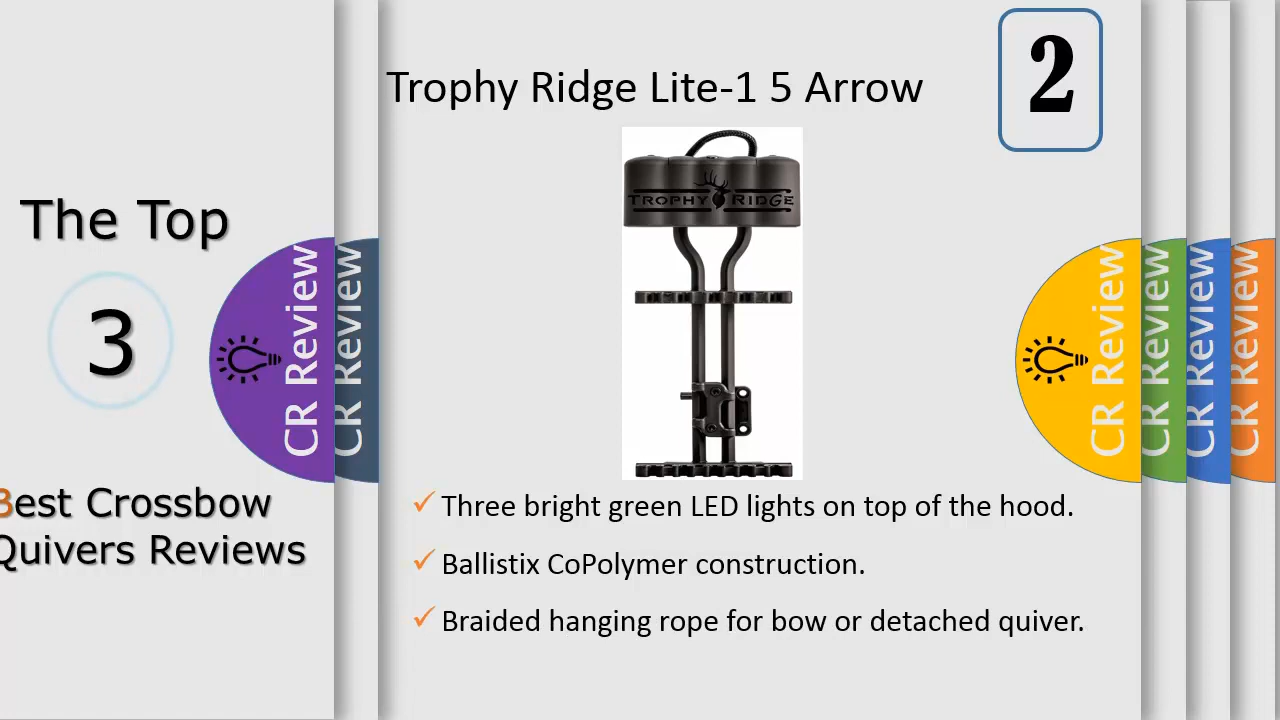 The Top
3
Best Crossbow
Quivers Reviews
CR Review
CR Review
Trophy Ridge Lite-1 5 Arrow
2
TROPHY RIDGE
Three bright green LED lights on top of the hood.
Ballistix CoPolymer construction.
Braided hanging rope for bow or detached quiver.
CR Review
CR Review
CR Review
CR Review